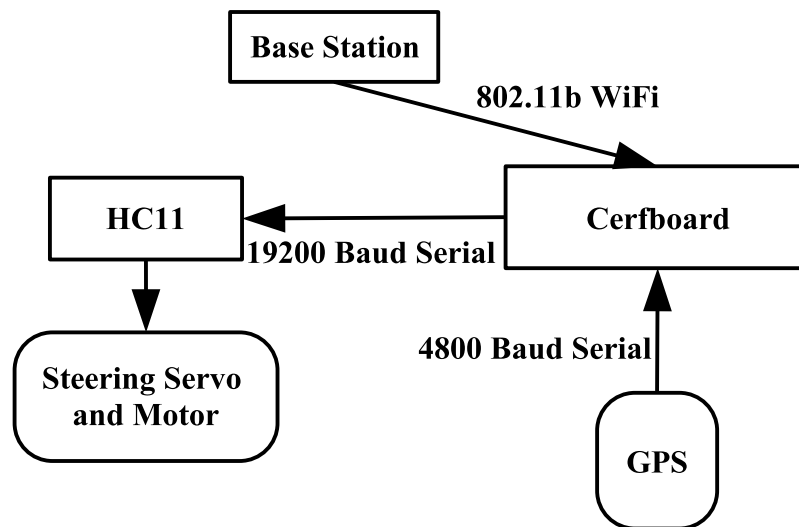 Base Station
802.11b WiFi
HC11
Cerfboard
19200 Baud Serial
4800 Baud Serial
Steering Servo
and Motor
GPS